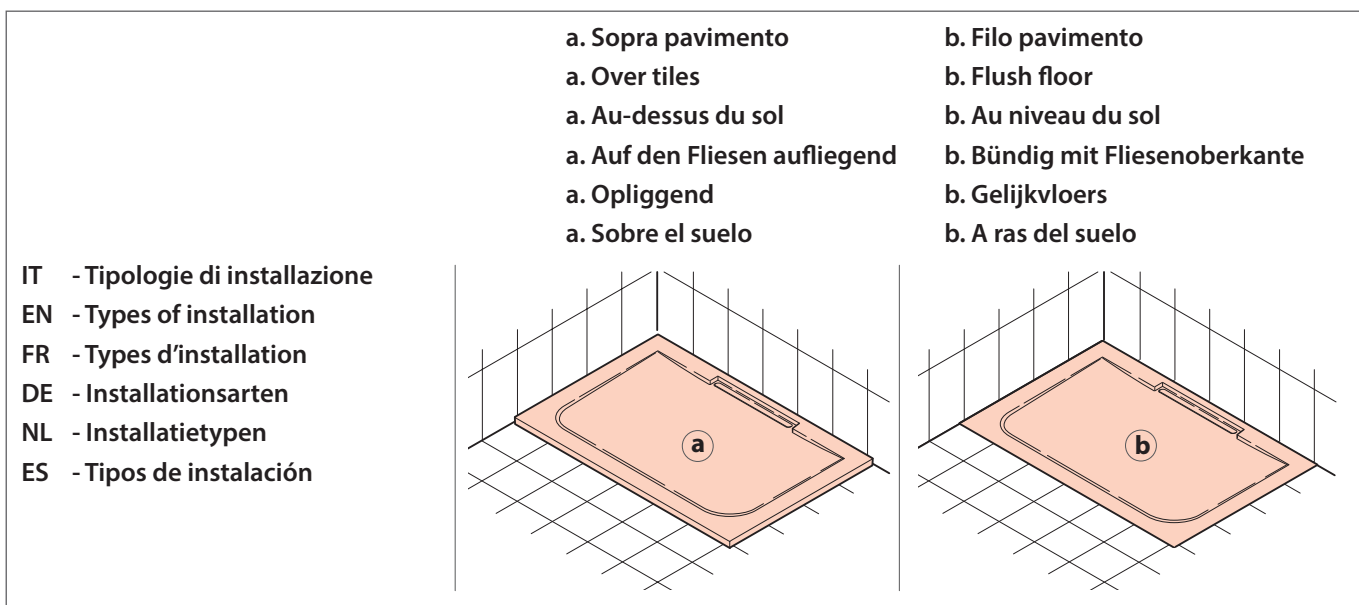 a. Sopra pavimento
a. Over tiles
a. Au-dessus du sol
a. Auf den Fliesen aufliegend
a. Opliggend
a. Sobre el suelo
b. Filo pavimento
b. Flush floor
b. Au niveau du sol
b. Bündig mit Fliesenoberkante
b. Gelijkvloers
b. A ras del suelo
IT - Tipologie di installazione
EN - Types of installation
FR - Types d’installation
DE - Installationsarten
NL - Installatietypen
ES - Tipos de instalación
a
b